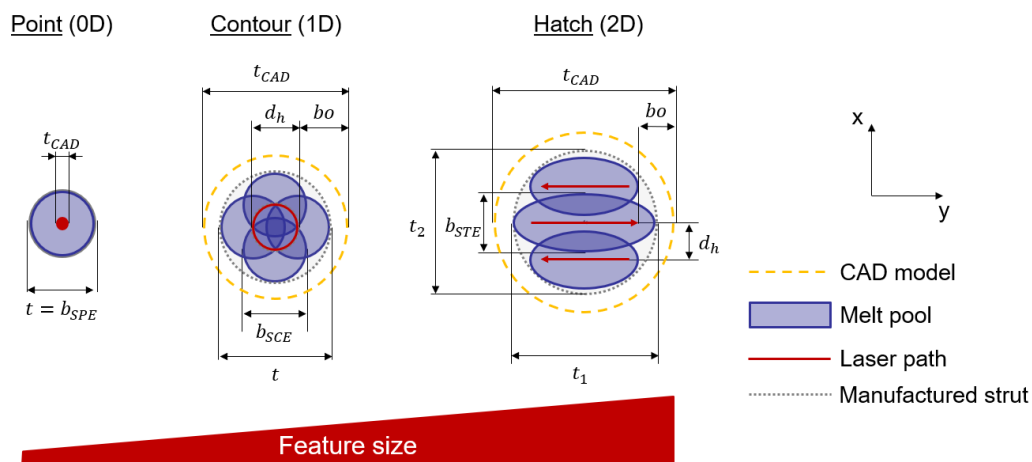 Point (0D)
Contour (1D)
Hatch (2D)
t_CAD
t = b_SPE
t_CAD
d_h
bo
b_SCE
t
t_CAD
bo
t_2
b_STE
d_h
t_1
x
y
CAD model
Melt pool
Laser path
Manufactured strut
Feature size